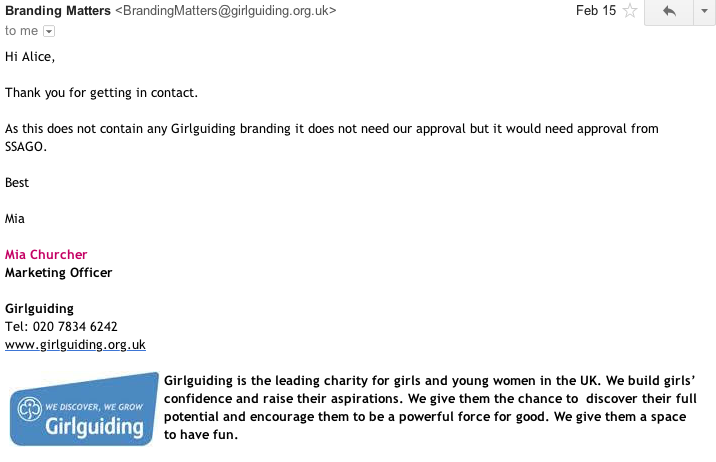 Branding Matters <BrandingMatters@girlguiding.org.uk>
Feb 15
to me
Hi Alice,
Thank you for getting in contact.
As this does not contain any Girlguiding branding it does not need our approval but it would need approval from
SSAGO.
Best
Mia
Mia Churcher
Marketing Officer
Girlguiding
Tel: 020 7834 6242
www.girlguiding.org.uk
WE DISCOVER, WE GROW
Girlguiding
Girlguiding is the leading charity for girls and young women in the UK. We build girls’
confidence and raise their aspirations. We give them the chance to  discover their full
potential and encourage them to be a powerful force for good. We give them a space
to have fun.